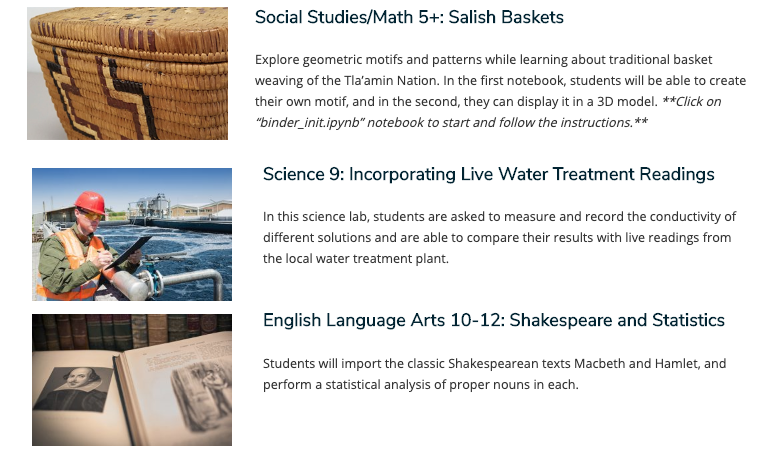 Social Studies/Math 5+: Salish Baskets
Explore geometric motifs and patterns while learning about traditional basket
weaving of the Tla’amin Nation. In the first notebook, students will be able to create
their own motif, and in the second, they can display it in a 3D model. **Click on
“binder_init.ipynb” notebook to start and follow the instructions.**
Science 9: Incorporating Live Water Treatment Readings
In this science lab, students are asked to measure and record the conductivity of
different solutions and are able to compare their results with live readings from
the local water treatment plant.
English Language Arts 10-12: Shakespeare and Statistics
Students will import the classic Shakespearean texts Macbeth and Hamlet, and
perform a statistical analysis of proper nouns in each.